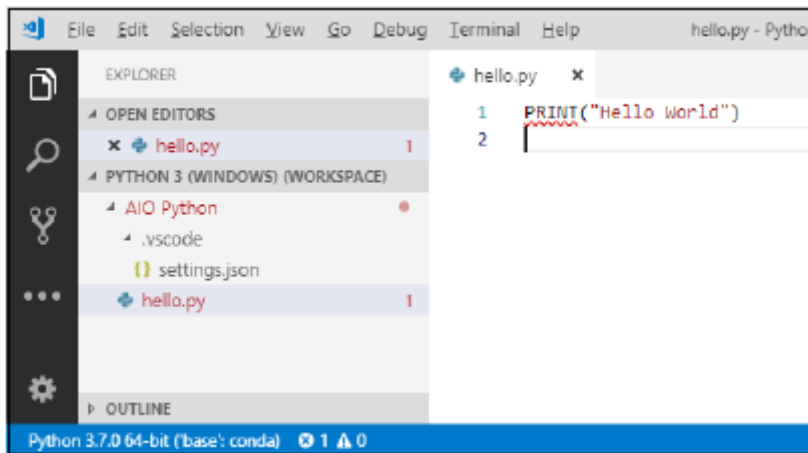 File Edit Selection View Go Debug Terminal Help hello.py - Pytho
EXPLORER
OPEN EDITORS
hello.py 1
PYTHON 3 (WINDOWS) (WORKSPACE)
AIO Python
.vscode
{} settings.json
hello.py 1
OUTLINE
hello.py
1 PRINT("Hello World")
2
Python 3.7.0 64-bit ('base': conda) 1 0